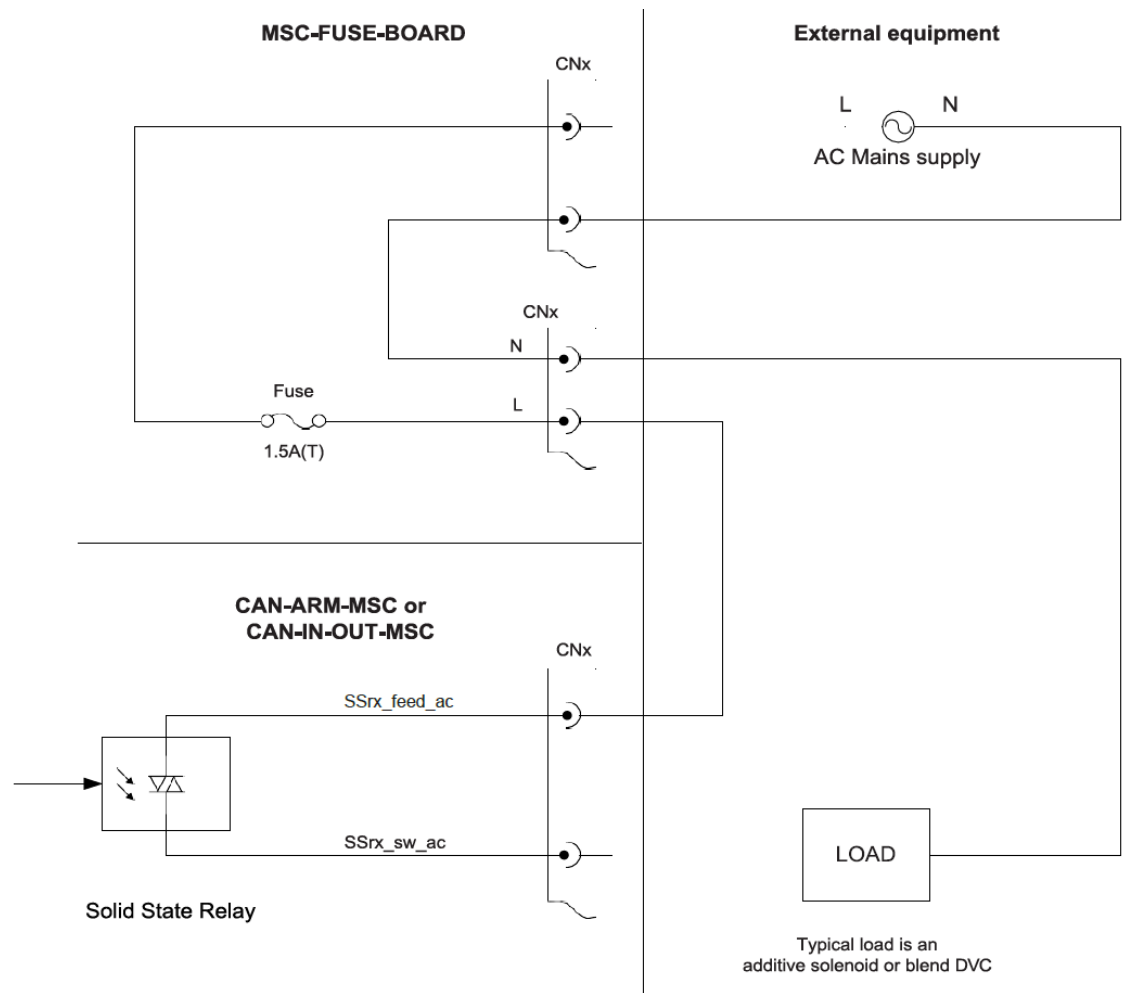 MSC-FUSE-BOARD
External equipment
CNx
L
N
AC Mains supply
CNx
N
Fuse
L
1.5A(T)
CAN-ARM-MSC or
CAN-IN-OUT-MSC
CNx
SSrx_feed_ac
SSrx_sw_ac
LOAD
Solid State Relay
Typical load is an
additive solenoid or blend DVC